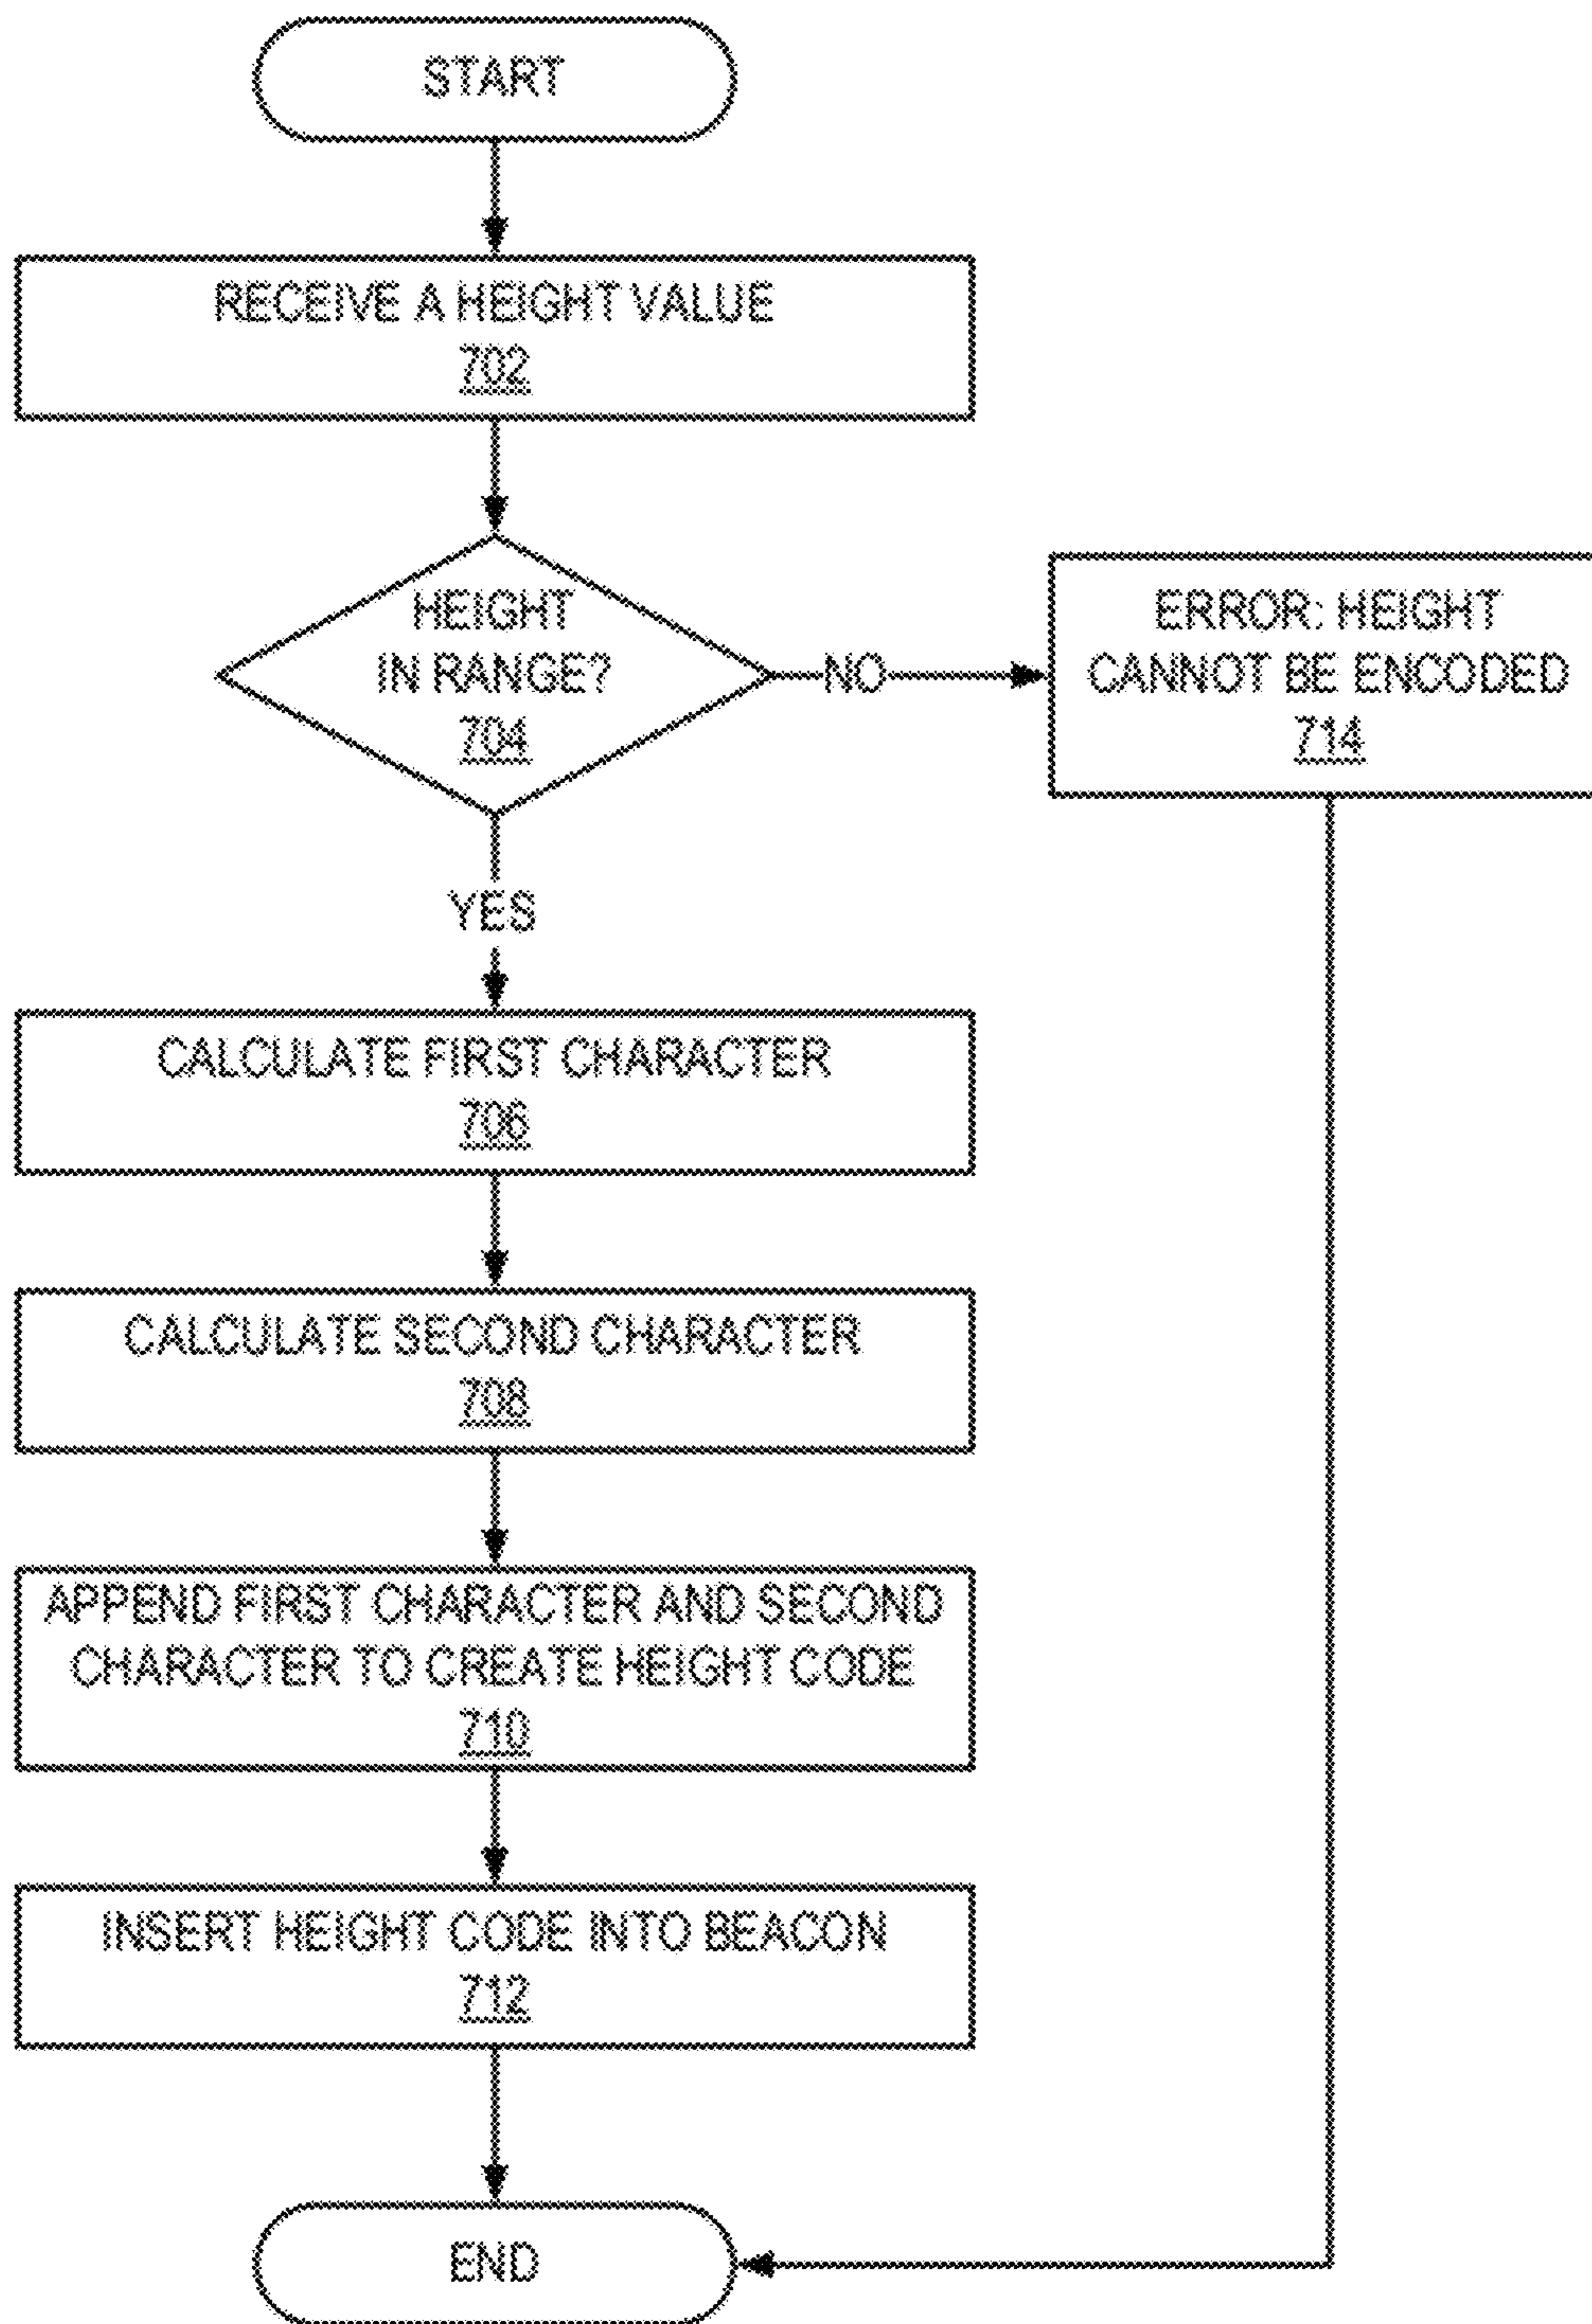 START
RECEIVE A HEIGHT VALUE
702
HEIGHT
IN RANGE?
704
NO
ERROR: HEIGHT
CANNOT BE ENCODED
714
YES
CALCULATE FIRST CHARACTER
706
CALCULATE SECOND CHARACTER
708
APPEND FIRST CHARACTER AND SECOND
CHARACTER TO CREATE HEIGHT CODE
710
INSERT HEIGHT CODE INTO BEACON
712
END